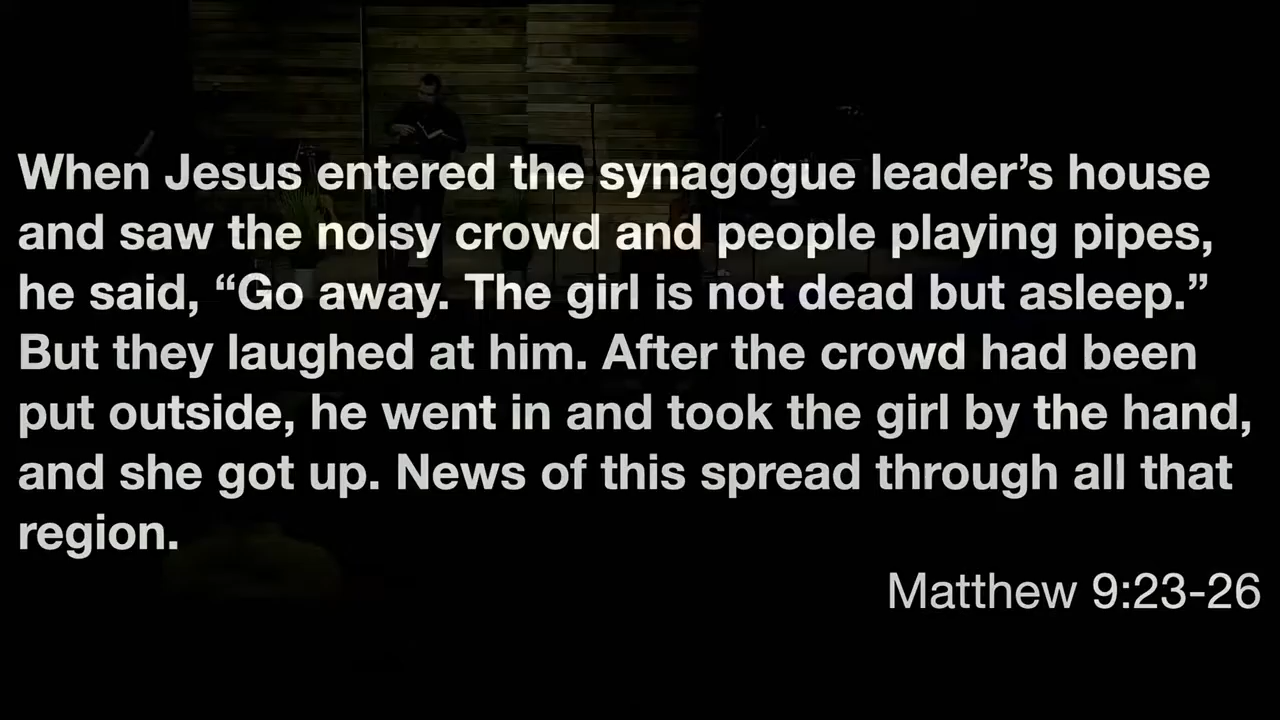 When Jesus entered the synagogue leader’s house
and saw the noisy crowd and people playing pipes,
he said, “Go away. The girl is not dead but asleep.”
But they laughed at him. After the crowd had been
put outside, he went in and took the girl by the hand,
and she got up. News of this spread through all that
region.
Matthew 9:23-26